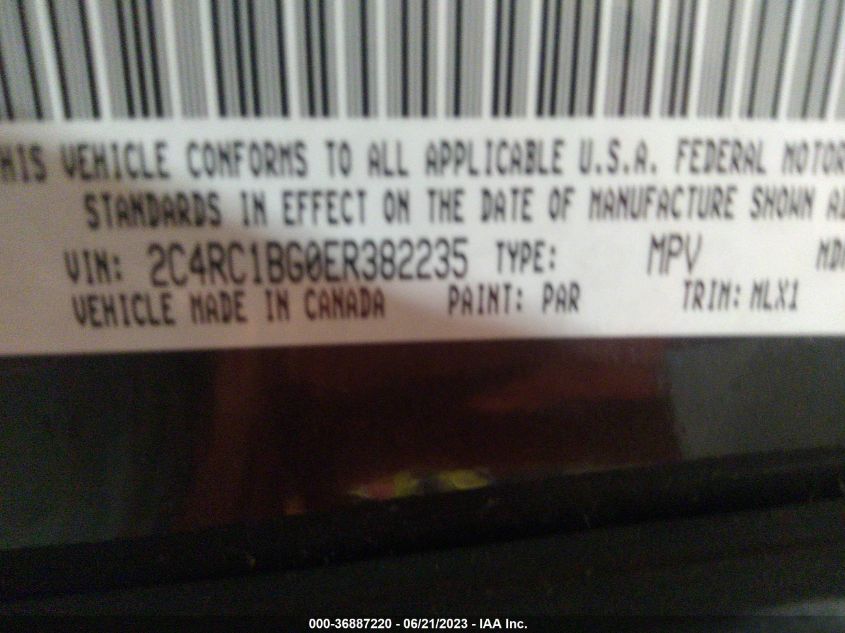 HIS VEHICLE CONFORMS TO ALL APPLICABLE U.S.A. FEDERAL MOTOR
STANDARDS IN EFFECT ON THE DATE OF MANUFACTURE SHOWN A
VIN: 2C4RC1BG0ER382235 TYPE: MPV MD
VEHICLE MADE IN CANADA PAINT: PAR TRIM: MLX1
000-36887220 - 06/21/2023 - IAA Inc.